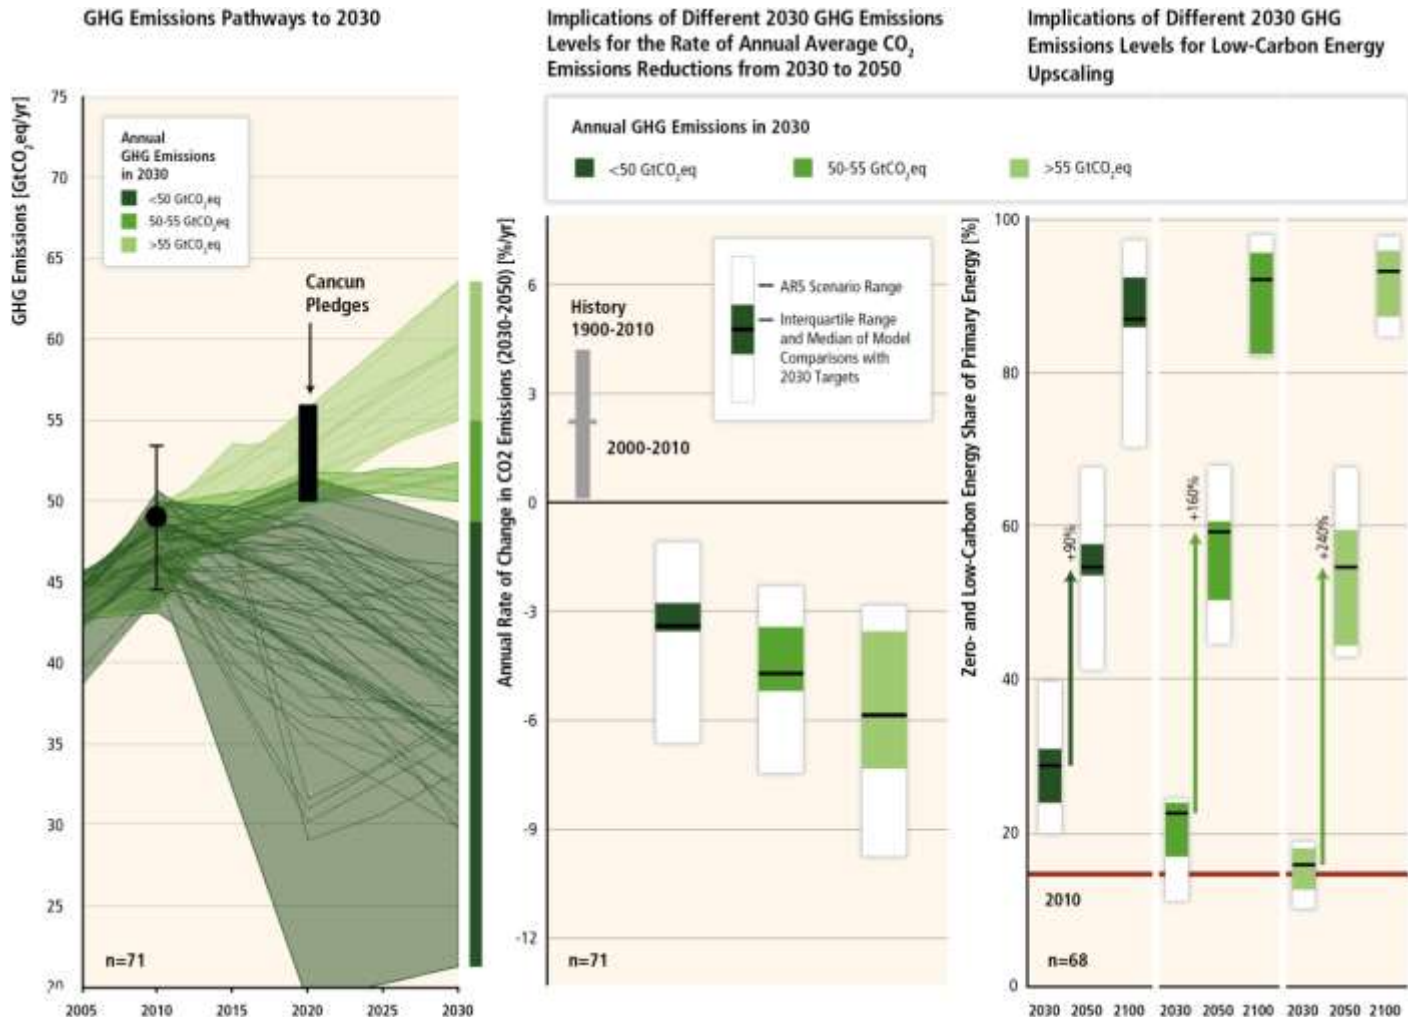 GHG Emissions Pathways to 2030
GHG Emissions [GtCO₂eq/yr]
75
70
65
60
55
50
45
40
35
30
25
20
Annual
GHG Emissions
in 2030
<50 GtCO₂eq
50-55 GtCO₂eq
>55 GtCO₂eq
Cancun
Pledges
n=71
2005 2010 2015 2020 2025 2030
Implications of Different 2030 GHG Emissions
Levels for the Rate of Annual Average CO₂
Emissions Reductions from 2030 to 2050
Implications of Different 2030 GHG
Emissions Levels for Low-Carbon Energy
Upscaling
Annual GHG Emissions in 2030
<50 GtCO₂eq 50-55 GtCO₂eq >55 GtCO₂eq
Annual Rate of Change in CO2 Emissions (2030-2050) [%/yr]
6
3
0
-3
-6
-9
-12
History
1900-2010
2000-2010
AR5 Scenario Range
Interquartile Range
and Median of Model
Comparisons with
2030 Targets
n=71
Zero- and Low-Carbon Energy Share of Primary Energy [%]
100
80
60
40
20
0
+90%
+160%
+240%
2010
n=68
2030 2050 2100 2030 2050 2100 2030 2050 2100